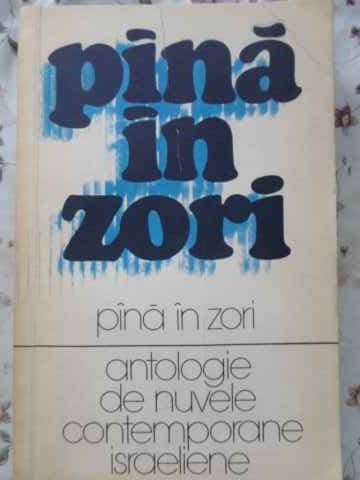 pînă
în
zori
pînă în zori
antologie
de nuvele
contemporane
israeliene